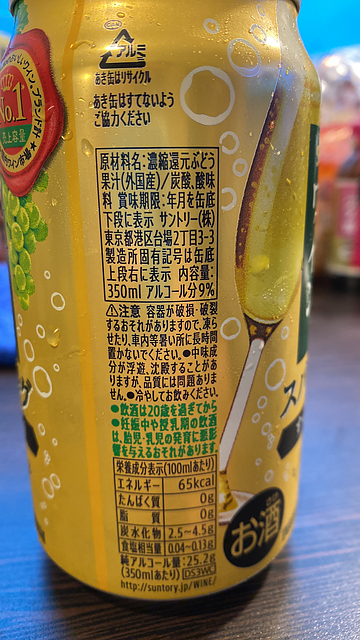 アルミ
あき缶はリサイクル
あき缶はすてないよう
ご協力ください
No.1
売上容量
原材料名:濃縮還元ぶどう
果汁(外国産)/炭酸、酸味
料 賞味期限:年月を缶底
下段に表示 サントリー(株)
東京都港区台場2丁目3-3
製造所固有記号は缶底
上段右に表示 内容量:
350ml アルコール分9%
⚠注意 容器が破損・破裂
するおそれがありますので、凍ら
せたり、車内等暑い所に長時間
置かないでください。●中味成
分が浮遊、沈殿することがあ
りますが、品質には問題ありま
せん。●冷やしてお飲みください。
●飲酒は20歳を過ぎてから
●妊娠中や授乳期の飲酒
は、胎児・乳児の発育に悪影
響を与えるおそれがあります。
栄養成分表示(100mlあたり)
エネルギー 65kcal
たんぱく質 0g
脂質 0g
炭水化物 2.5~4.5g
食塩相当量 0.04~0.13g
純アルコール量:25.2g
(350mlあたり) DS3WC
http://suntory.jp/WINE/
お酒
グ
ス